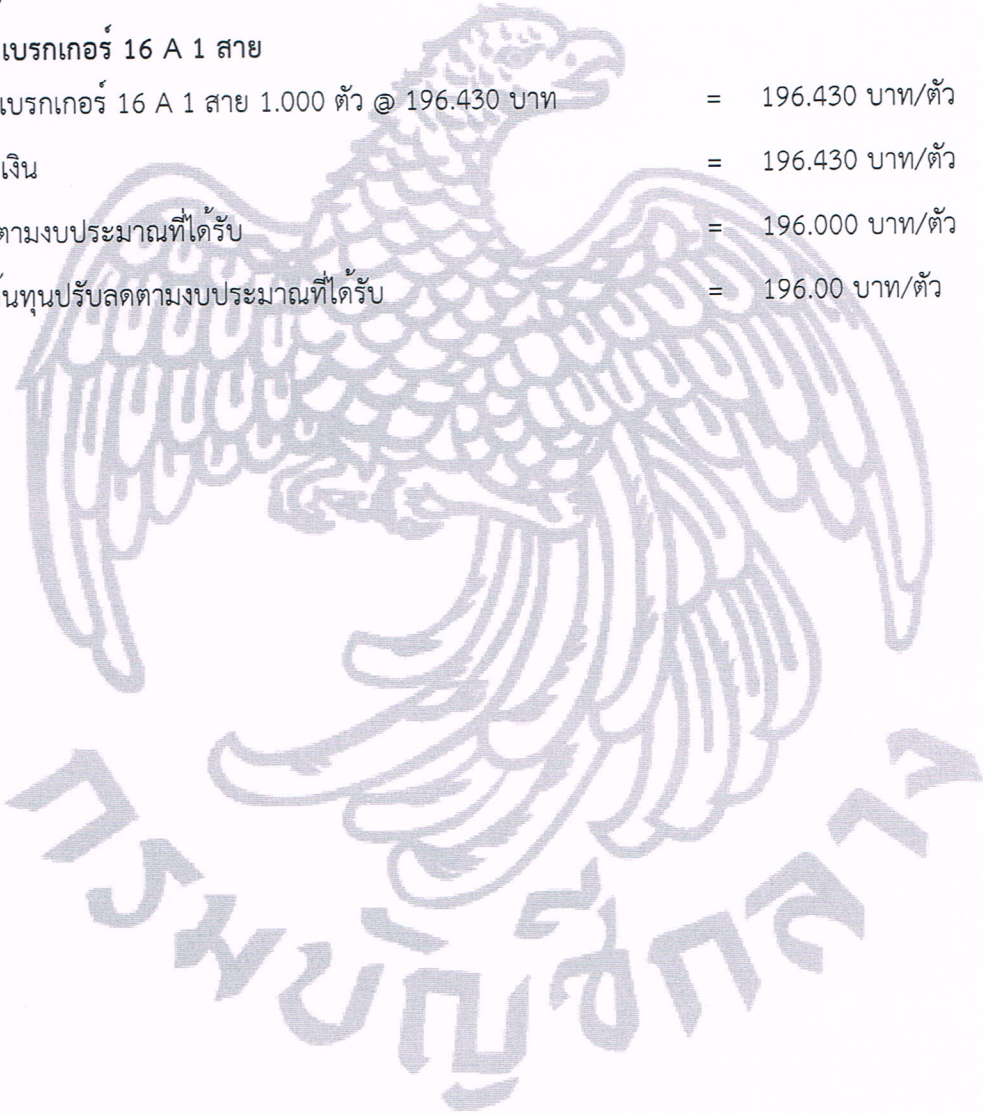 เบรกเกอร์ 16 A 1 สาย
เบรกเกอร์ 16 A 1 สาย 1.000 ตัว @ 196.430 บาท = 196.430 บาท/ตัว
เงิน = 196.430 บาท/ตัว
ตามงบประมาณที่ได้รับ = 196.000 บาท/ตัว
นทุนปรับลดตามงบประมาณที่ได้รับ = 196.00 บาท/ตัว
กรมบัญชีกลาง